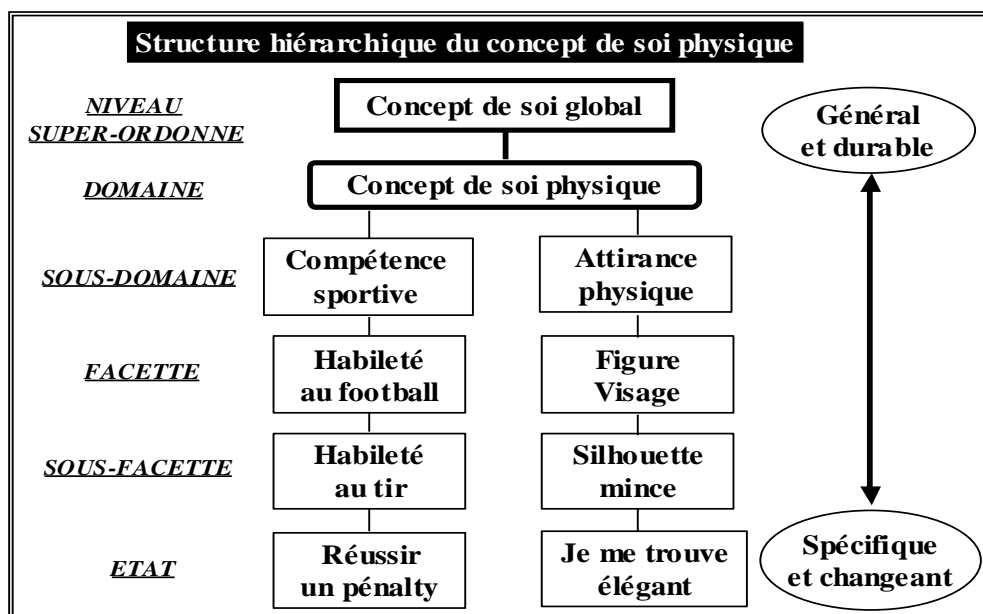 Structure hiérarchique du concept de soi physique
NIVEAU
SUPER-ORDONNE
Concept de soi global
Général
et durable
DOMAINE
Concept de soi physique
SOUS-DOMAINE
Compétence
sportive
Attirance
physique
FACETTE
Habileté
au football
Figure
Visage
SOUS-FACETTE
Habileté
au tir
Silhouette
mince
ETAT
Réussir
un pénalty
Je me trouve
élégant
Spécifique
et changeant